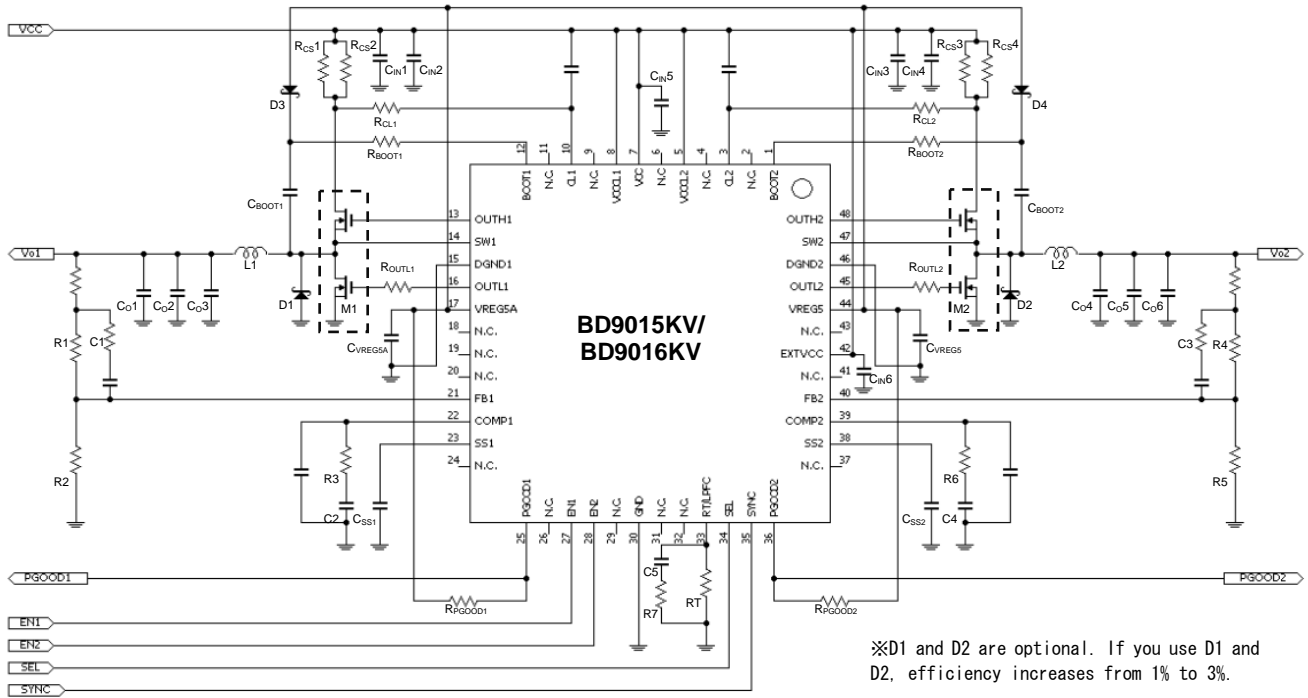 VCC
RCS1
RCS2
CIN1
CIN2
CIN5
CIN3
CIN4
RCS3
RCS4
D3
D4
RCL1
RCL2
RBOOT1
RBOOT2
12
11
10
9
8
7
6
5
4
3
2
1
BOOT1
N.C.
CL1
N.C.
VCCCL1
VCC
N.C
VCCCL2
N.C.
CL2
N.C.
BOOT2
CBOOT1
CBOOT2
13 OUTH1
OUTH2 48
14 SW1
SW2 47
15 DGND1
DGND2 46
16 OUTL1
OUTL2 45
17 VREG5A
VREG5 44
18 N.C.
N.C. 43
19 N.C.
EXTVCC 42
20 N.C.
N.C. 41
21 FB1
FB2 40
22 COMP1
COMP2 39
23 SS1
SS2 38
24 N.C.
N.C. 37
BD9015KV/
BD9016KV
Vo1
L1
ROUTL1
ROUTL2
L2
Vo2
CO1
CO2
CO3
D1
M1
M2
D2
CO4
CO5
CO6
R1
C1
CVREG5A
CVREG5
C3
R4
CIN6
R2
R3
C2
CSS1
CSS2
R6
C4
R5
PGOOD1
N.C.
EN1
EN2
N.C.
GND
N.C.
N.C.
RT/LPFC
SEL
SYNC
PGOOD2
25
26
27
28
29
30
31
32
33
34
35
36
C5
R7
RT
PGOOD1
PGOOD2
RPGOOD1
RPGOOD2
EN1
EN2
SEL
SYNC
※D1 and D2 are optional. If you use D1 and
D2, efficiency increases from 1% to 3%.